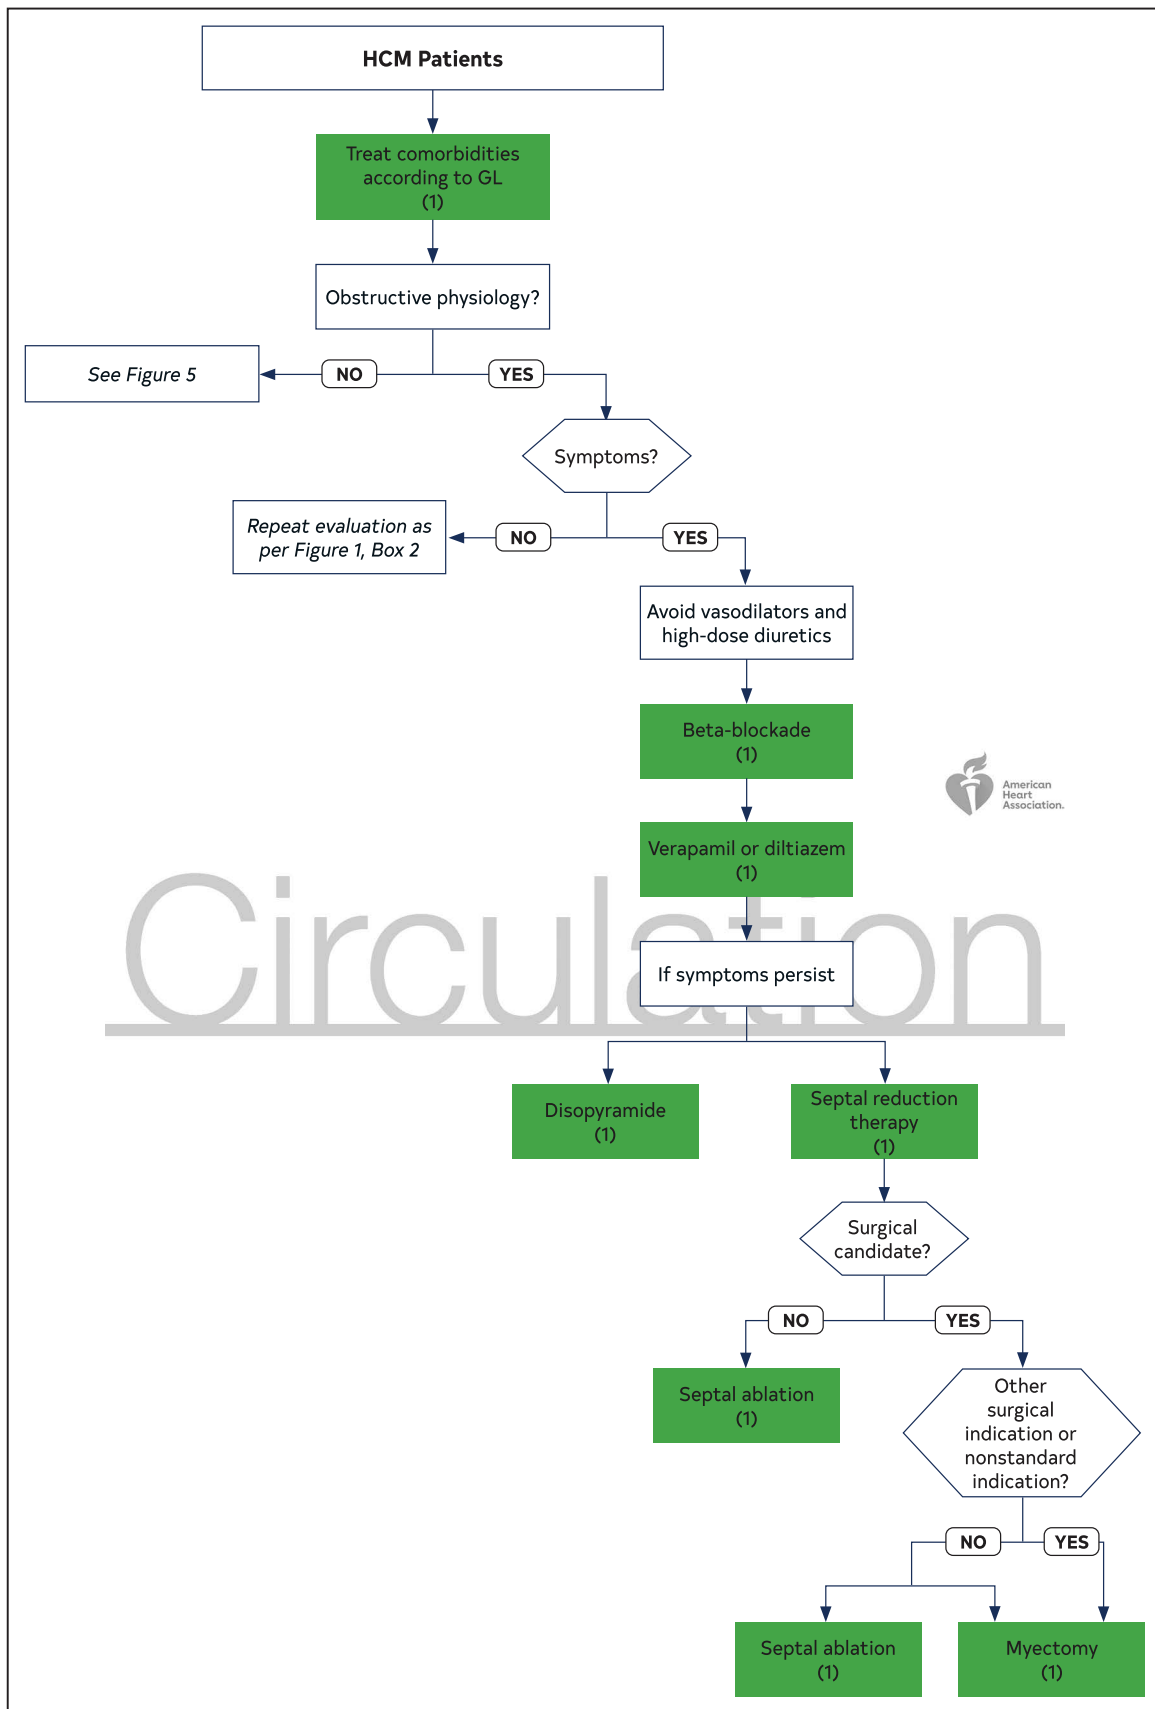 HCM Patients
Treat comorbidities
according to GL
(1)
Obstructive physiology?
See Figure 5
NO
YES
Symptoms?
Repeat evaluation as
per Figure 1, Box 2
NO
YES
Avoid vasodilators and
high-dose diuretics
Beta-blockade
(1)
American
Heart
Association.
Verapamil or diltiazem
(1)
Circulation
If symptoms persist
Disopyramide
(1)
Septal reduction
therapy
(1)
Surgical
candidate?
NO
YES
Septal ablation
(1)
Other
surgical
indication or
nonstandard
indication?
NO
YES
Septal ablation
(1)
Myectomy
(1)